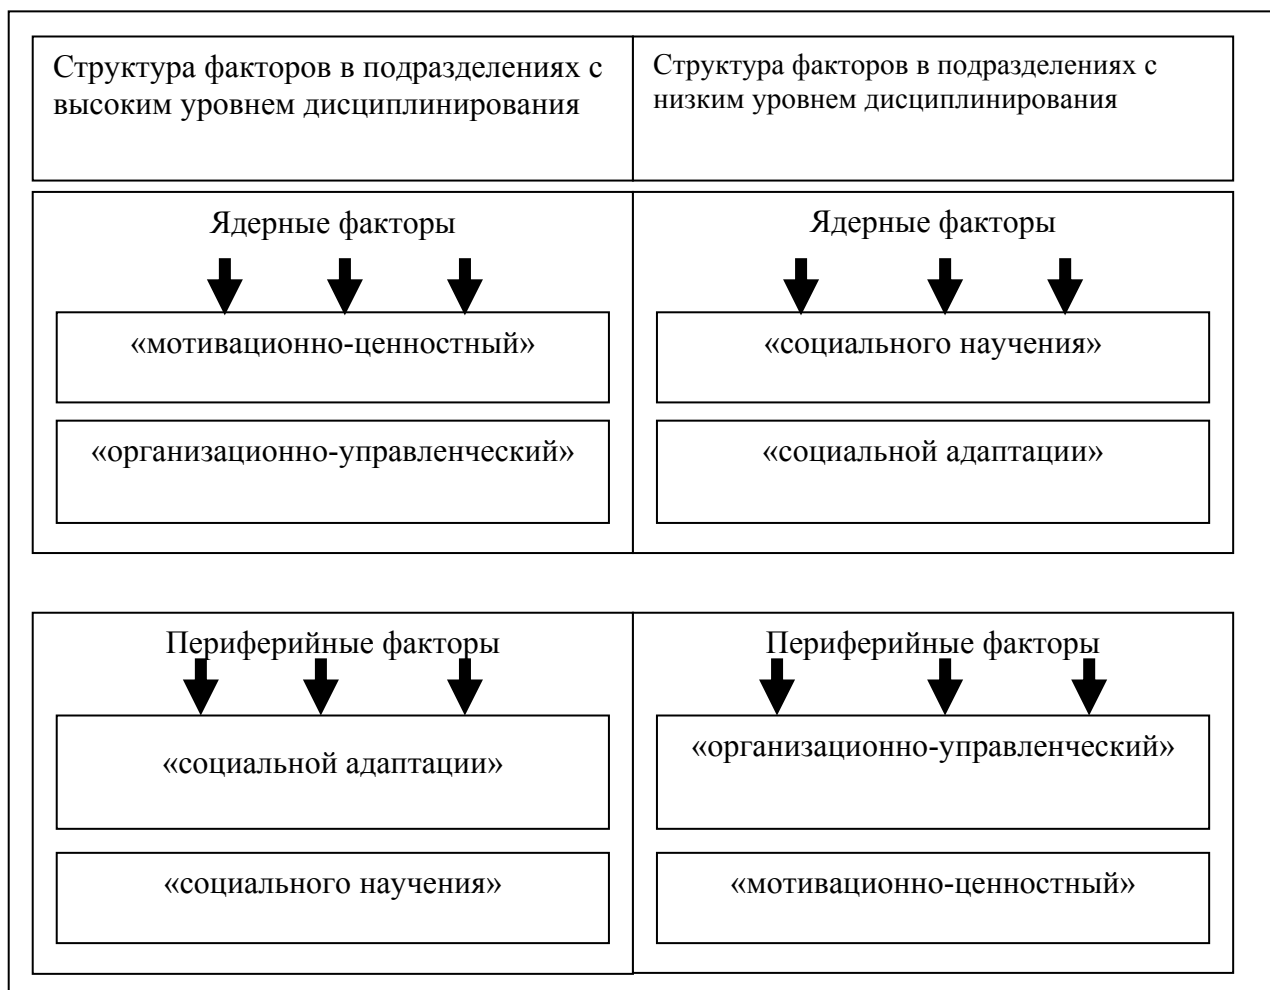 Структура факторов в подразделениях с
высоким уровнем дисциплинирования
Структура факторов в подразделениях с
низким уровнем дисциплинирования
Ядерные факторы
«мотивационно-ценностный»
«организационно-управленческий»
Ядерные факторы
«социального научения»
«социальной адаптации»
Периферийные факторы
«социальной адаптации»
«социального научения»
Периферийные факторы
«организационно-управленческий»
«мотивационно-ценностный»